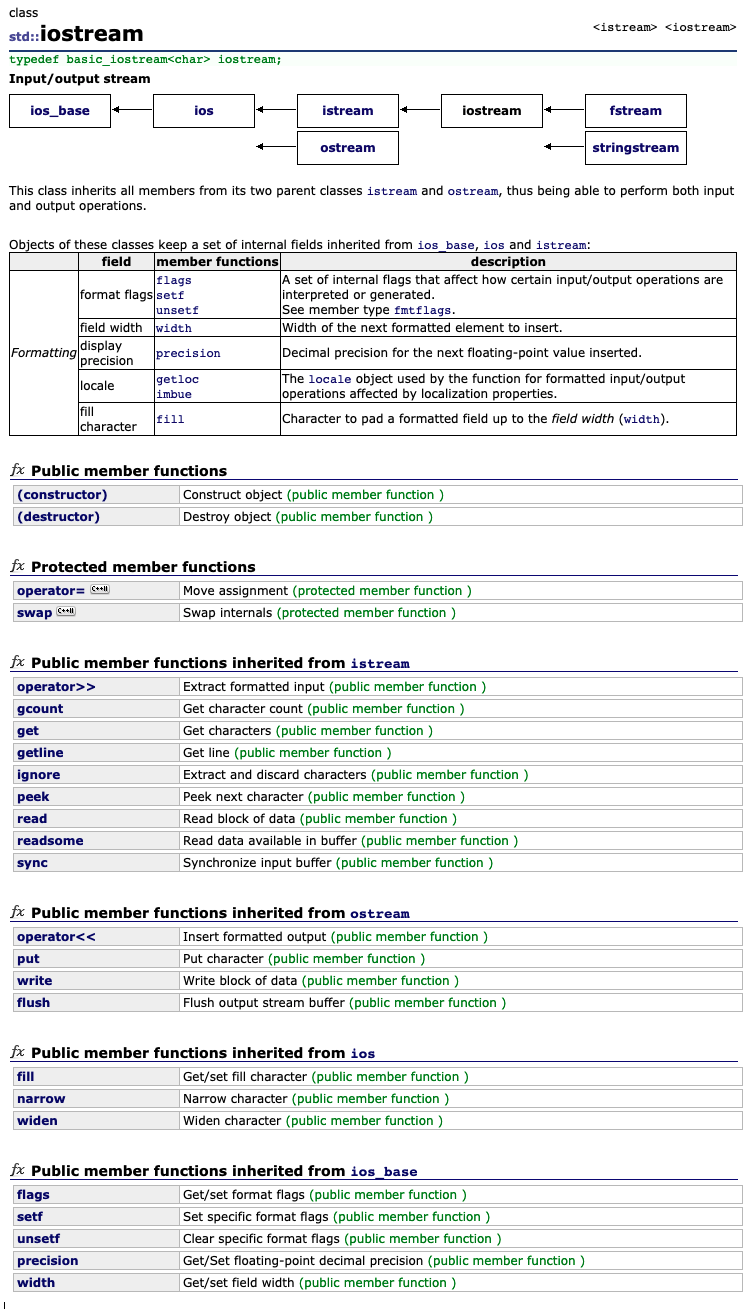 class
std::iostream
<istream> <iostream>
typedef basic_iostream<char> iostream;
Input/output stream
ios_base ios istream iostream fstream
ostream stringstream
This class inherits all members from its two parent classes istream and ostream, thus being able to perform both input
and output operations.
Objects of these classes keep a set of internal fields inherited from ios_base, ios and istream:
field member functions description
Formatting
format flags
flags
setf
unsetf
A set of internal flags that affect how certain input/output operations are
interpreted or generated.
See member type fmtflags.
field width width Width of the next formatted element to insert.
display
precision
precision Decimal precision for the next floating-point value inserted.
locale
getloc
imbue
The locale object used by the function for formatted input/output
operations affected by localization properties.
fill
character
fill Character to pad a formatted field up to the field width (width).
fx Public member functions
(constructor) Construct object (public member function )
(destructor) Destroy object (public member function )
fx Protected member functions
operator= C++11 Move assignment (protected member function )
swap C++11 Swap internals (protected member function )
fx Public member functions inherited from istream
operator>> Extract formatted input (public member function )
gcount Get character count (public member function )
get Get characters (public member function )
getline Get line (public member function )
ignore Extract and discard characters (public member function )
peek Peek next character (public member function )
read Read block of data (public member function )
readsome Read data available in buffer (public member function )
sync Synchronize input buffer (public member function )
fx Public member functions inherited from ostream
operator<< Insert formatted output (public member function )
put Put character (public member function )
write Write block of data (public member function )
flush Flush output stream buffer (public member function )
fx Public member functions inherited from ios
fill Get/set fill character (public member function )
narrow Narrow character (public member function )
widen Widen character (public member function )
fx Public member functions inherited from ios_base
flags Get/set format flags (public member function )
setf Set specific format flags (public member function )
unsetf Clear specific format flags (public member function )
precision Get/Set floating-point decimal precision (public member function )
width Get/set field width (public member function )